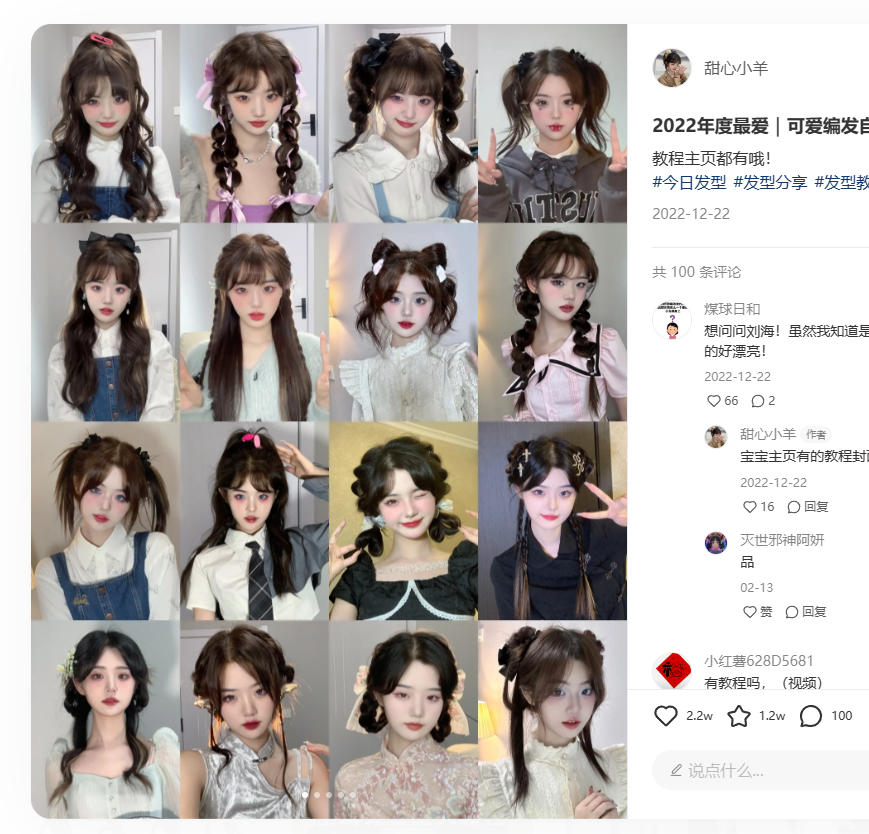 甜心小羊
2022年度最爱｜可爱编发自
教程主页都有哦！
#今日发型 #发型分享 #发型教
2022-12-22
共 100 条评论
煤球日和
想问问刘海！虽然我知道是
的好漂亮！
2022-12-22
66 2
甜心小羊 作者
宝宝主页有的教程封面
2022-12-22
16 回复
灭世邪神阿妍
品
02-13
赞 回复
小红薯628D5681
有教程吗，（视频）
2.2w 1.2w 100
说点什么...